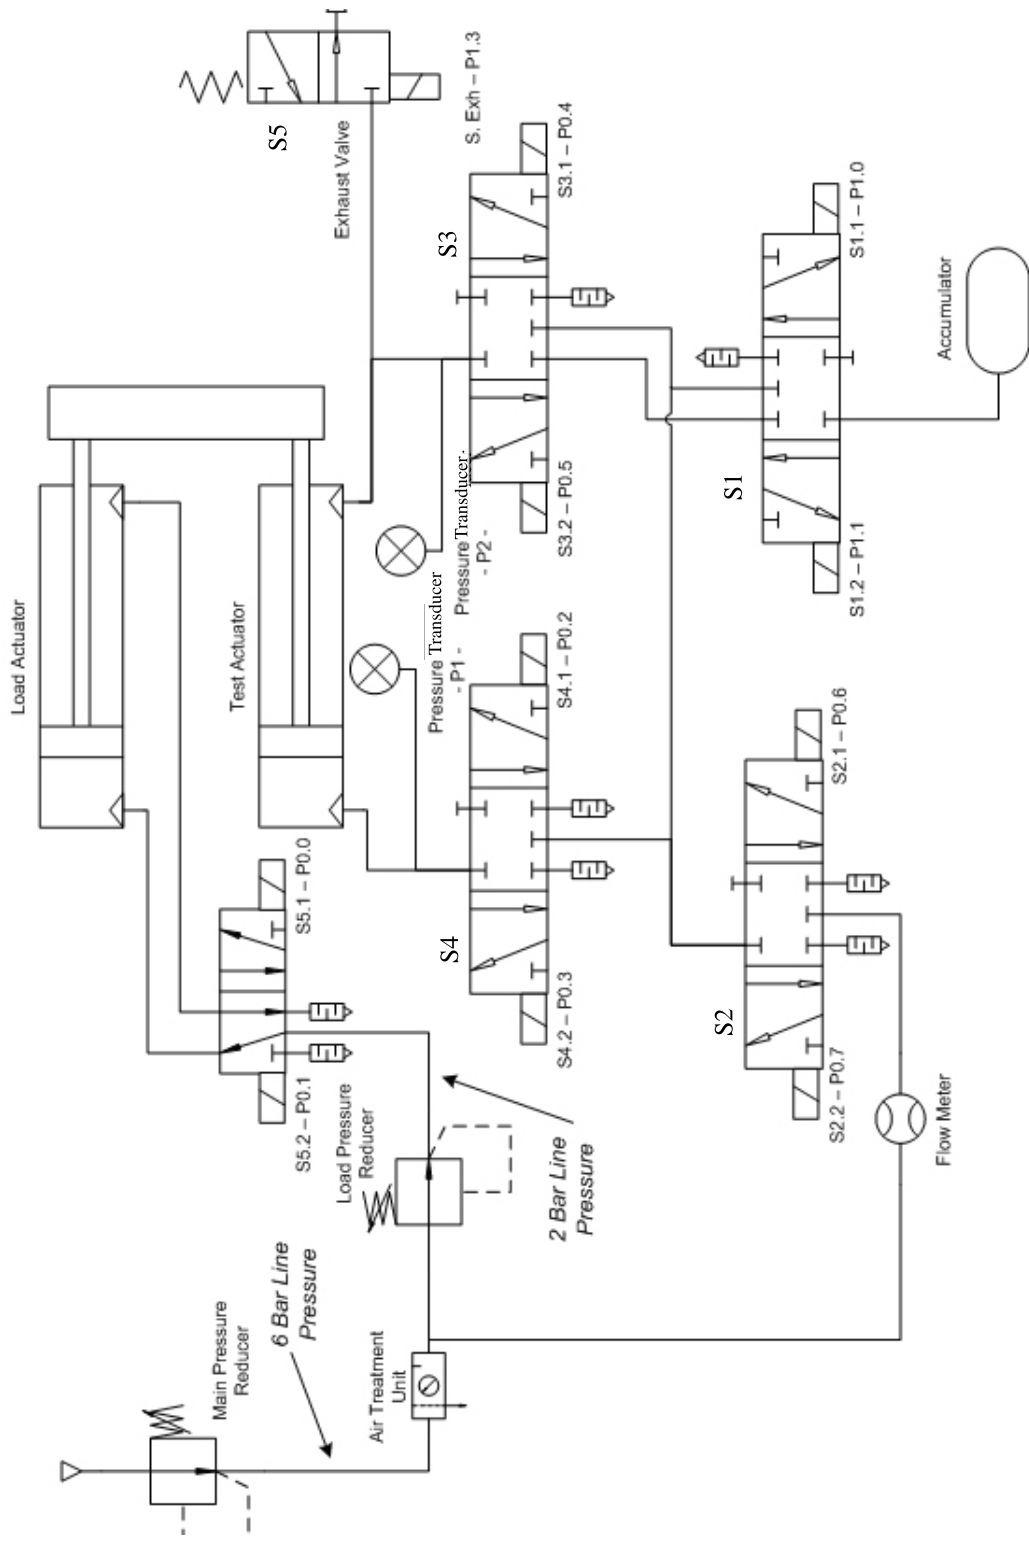 Load Actuator
Test Actuator
S5
Exhaust Valve
S. Exh – P1.3
S3
S3.1 – P0.4
S3.2 – P0.5
Pressure Transducer.
- P2 -
Pressure Transducer
- P1 -
S4
S4.1 – P0.2
S4.2 – P0.3
S5.1 – P0.0
S5.2 – P0.1
S1
S1.1 – P1.0
S1.2 – P1.1
Accumulator
S2
S2.1 – P0.6
S2.2 – P0.7
Flow Meter
Load Pressure
Reducer
2 Bar Line
Pressure
6 Bar Line
Pressure
Main Pressure
Reducer
Air Treatment
Unit